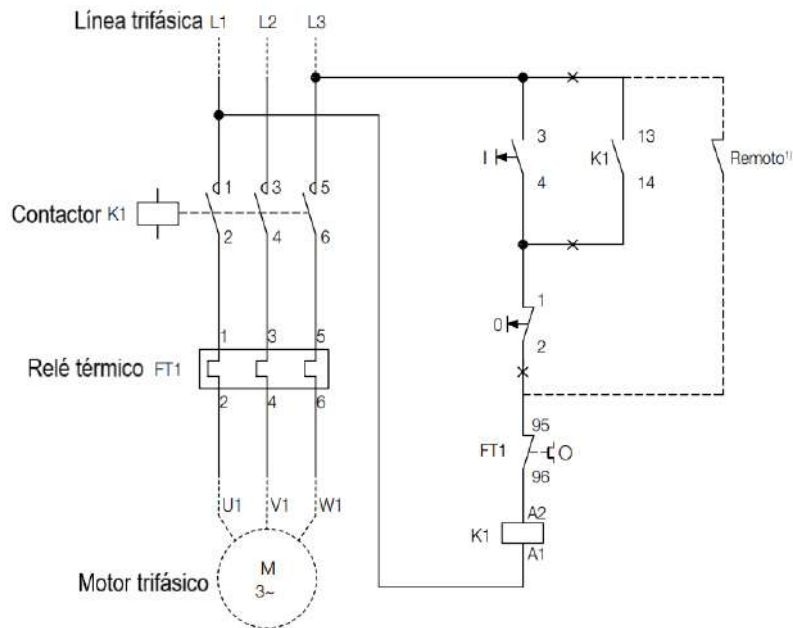 Línea trifásica L1 L2 L3
3 13
I K1 Remoto¹⁾
4 14
1 3 5
Contactor K1
2 4 6
1
0
2
1 3 5
Relé térmico FT1
2 4 6
95
FT1
96
U1 V1 W1
A2
K1
A1
M
3~
Motor trifásico